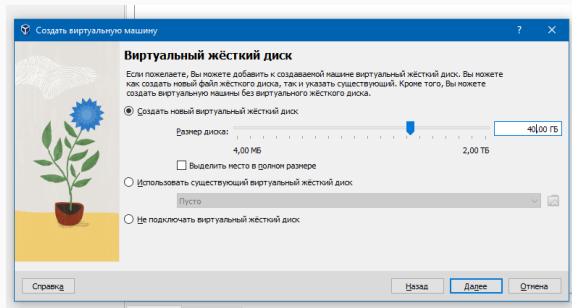 Создать виртуальную машину
?
Виртуальный жёсткий диск
Если пожелаете, Вы можете добавить к создаваемой машине виртуальный жёсткий диск. Вы можете
как создать новый файл жёсткого диска, так и указать существующий. Кроме того, Вы можете
создать виртуальную машины без виртуального жёсткого диска.
Создать новый виртуальный жёсткий диск
Размер диска: 40,00 ГБ
4,00 МБ 2,00 ТБ
Выделить место в полном размере
Использовать существующий виртуальный жёсткий диск
Пусто
Не подключать виртуальный жёсткий диск
Справка Назад Далее Отмена